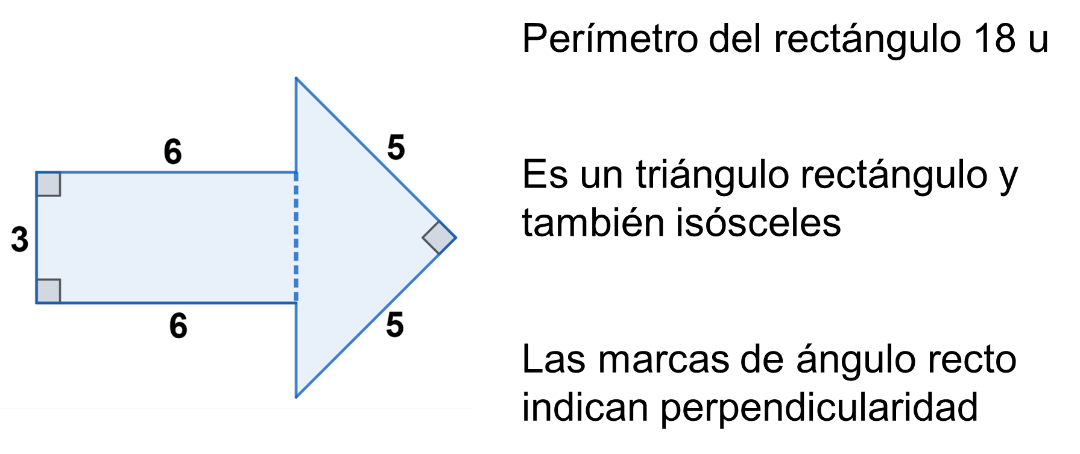 Perímetro del rectángulo 18 u
6
5
Es un triángulo rectángulo y
también isósceles
3
6
5
Las marcas de ángulo recto
indican perpendicularidad